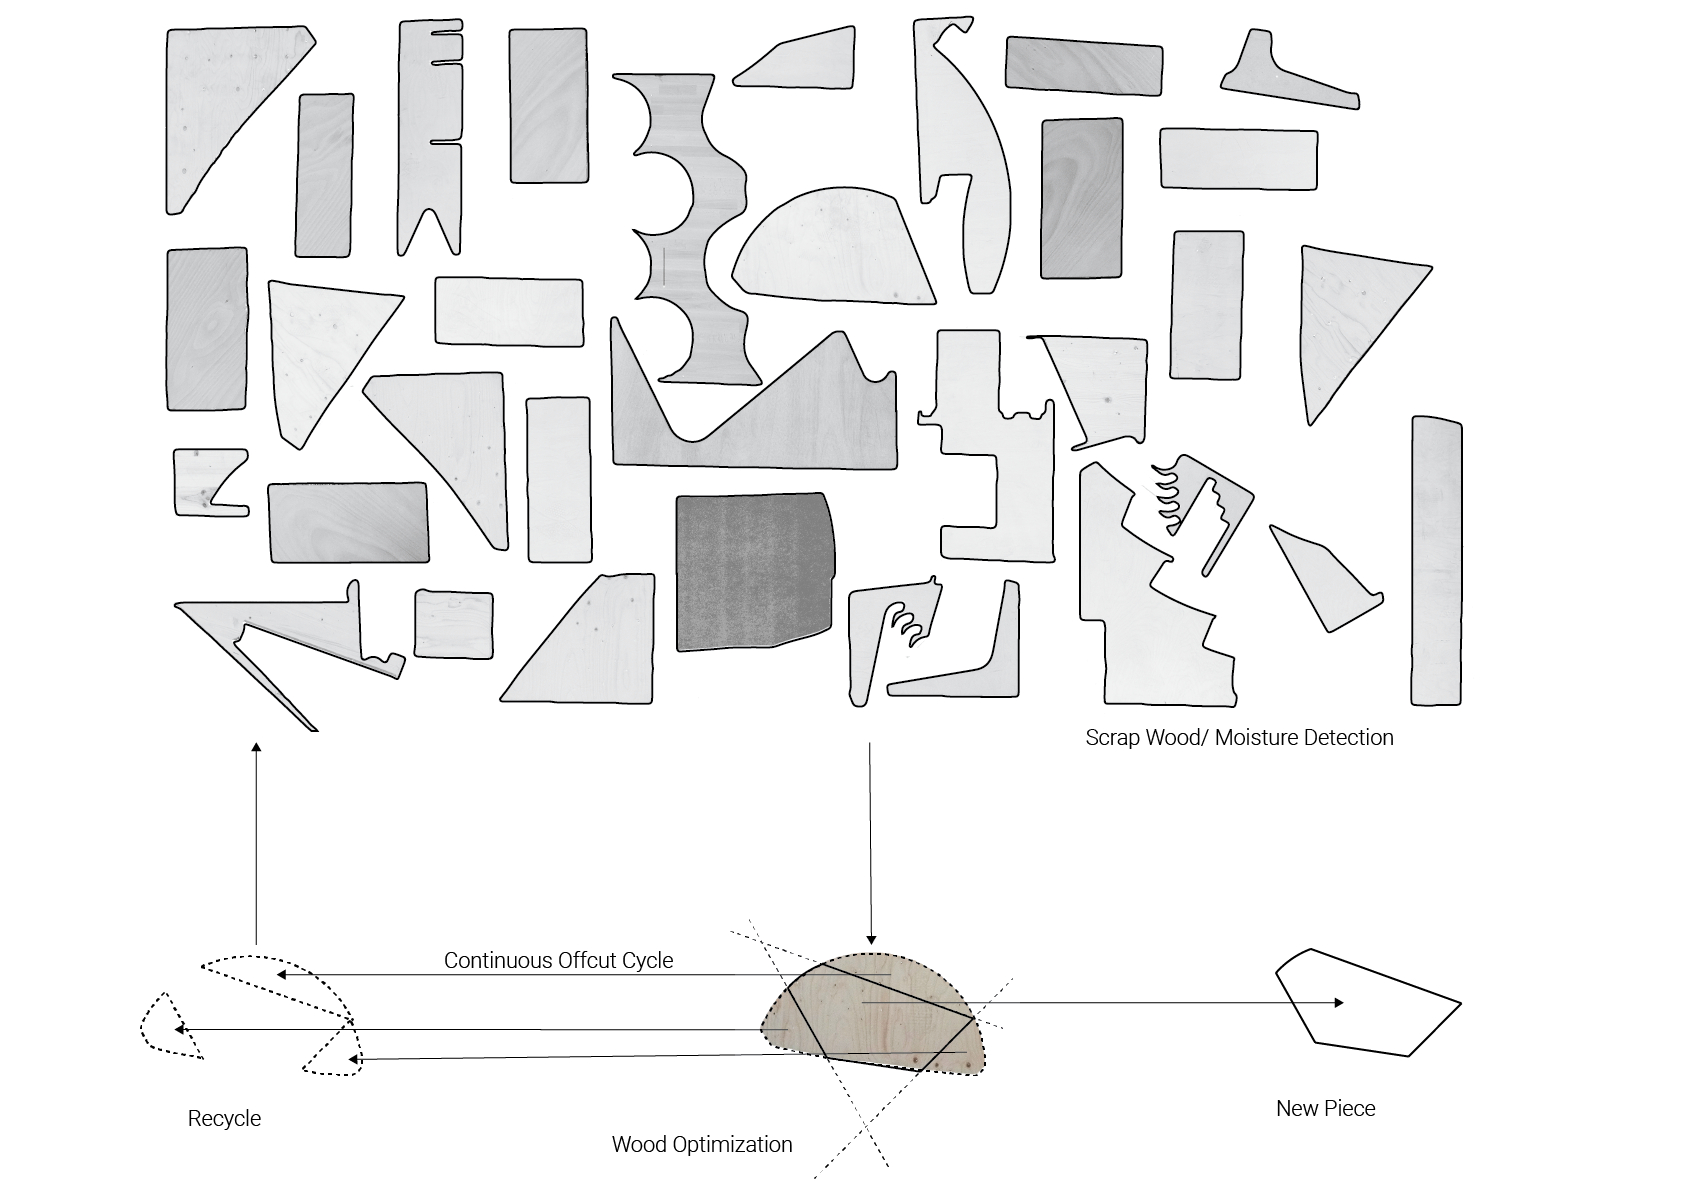 Scrap Wood/ Moisture Detection
Continuous Offcut Cycle
Recycle
New Piece
Wood Optimization